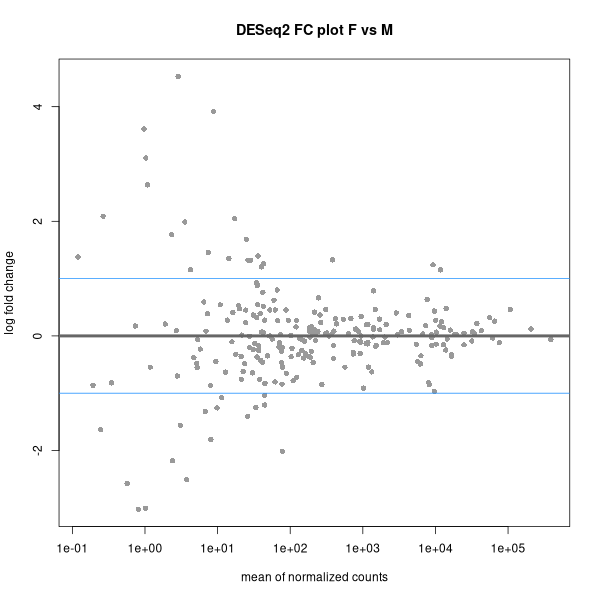 DESeq2 FC plot F vs M
4
2
0
-2
log fold change
1e-01 1e+00 1e+01 1e+02 1e+03 1e+04 1e+05
mean of normalized counts